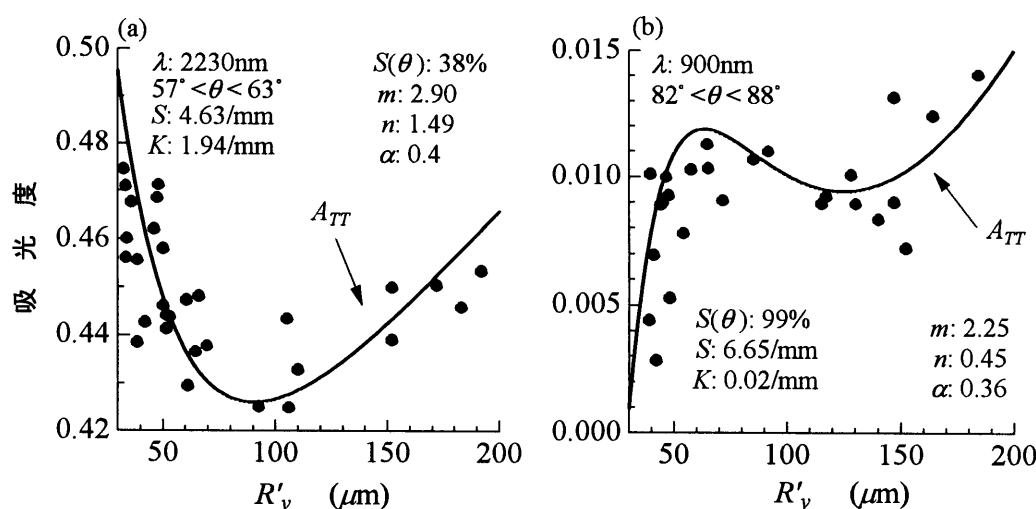 (a)
λ: 2230nm
57°<θ<63°
S: 4.63/mm
K: 1.94/mm
S(θ): 38%
m: 2.90
n: 1.49
α: 0.4
A_TT
吸光度
0.50
0.48
0.46
0.44
0.42
50 100 150 200
R'_v (μm)
(b)
λ: 900nm
82°<θ<88°
A_TT
S(θ): 99%
S: 6.65/mm
K: 0.02/mm
m: 2.25
n: 0.45
α: 0.36
0.015
0.010
0.005
0.000
50 100 150 200
R'_v (μm)